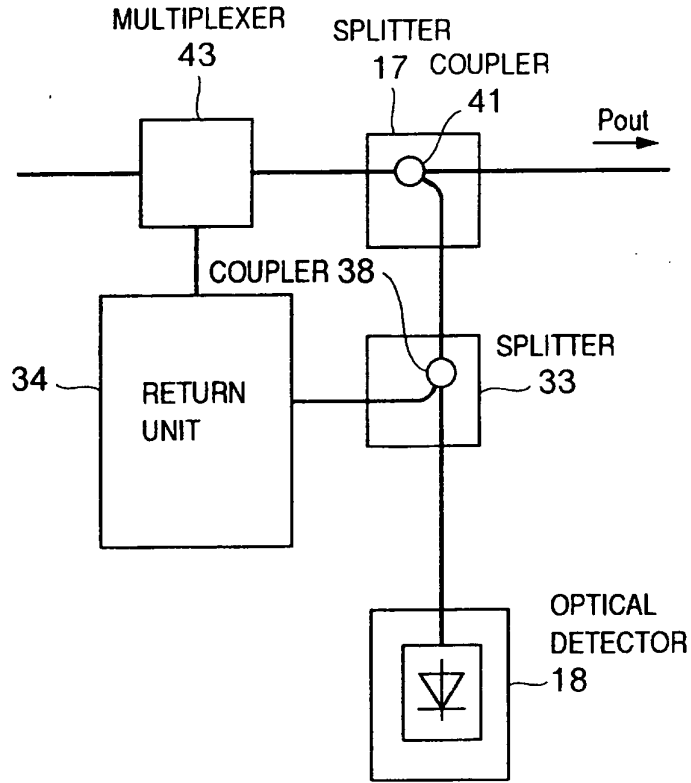 MULTIPLEXER
43
SPLITTER
17
COUPLER
41
Pout
COUPLER 38
SPLITTER
33
34
RETURN
UNIT
OPTICAL
DETECTOR
18